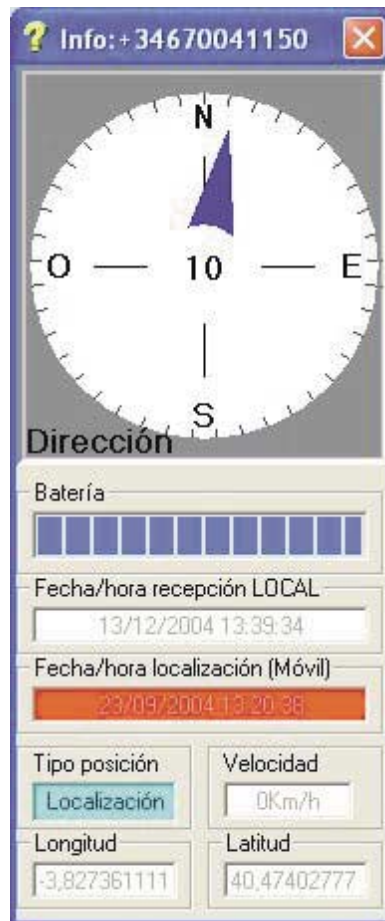 ? Info:+34670041150
N
O 10 E
S
Dirección
Batería
Fecha/hora recepción LOCAL
13/12/2004 13:39:34
Fecha/hora localización (Móvil)
23/09/2004 13:20:38
Tipo posición Velocidad
Localización 0Km/h
Longitud Latitud
-3,827361111 40,47402777